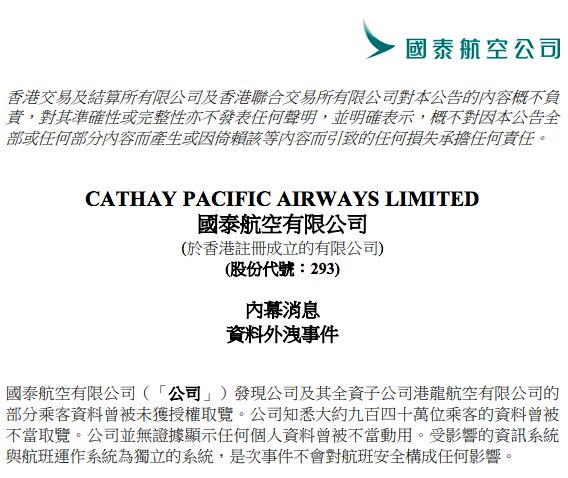 國泰航空公司
香港交易及結算所有限公司及香港聯合交易所有限公司對本公告的內容概不負
責，對其準確性或完整性亦不發表任何聲明，並明確表示，概不對因本公告全
部或任何部分內容而產生或因倚賴該等內容而引致的任何損失承擔任何責任。
CATHAY PACIFIC AIRWAYS LIMITED
國泰航空有限公司
(於香港註冊成立的有限公司)
(股份代號：293)
內幕消息
資料外洩事件
國泰航空有限公司（「公司」）發現公司及其全資子公司港龍航空有限公司的
部分乘客資料曾被未獲授權取覽。公司知悉大約九百四十萬位乘客的資料曾被
不當取覽。公司並無證據顯示任何個人資料曾被不當動用。受影響的資訊系統
與航班運作系統為獨立的系統，是次事件不會對航班安全構成任何影響。